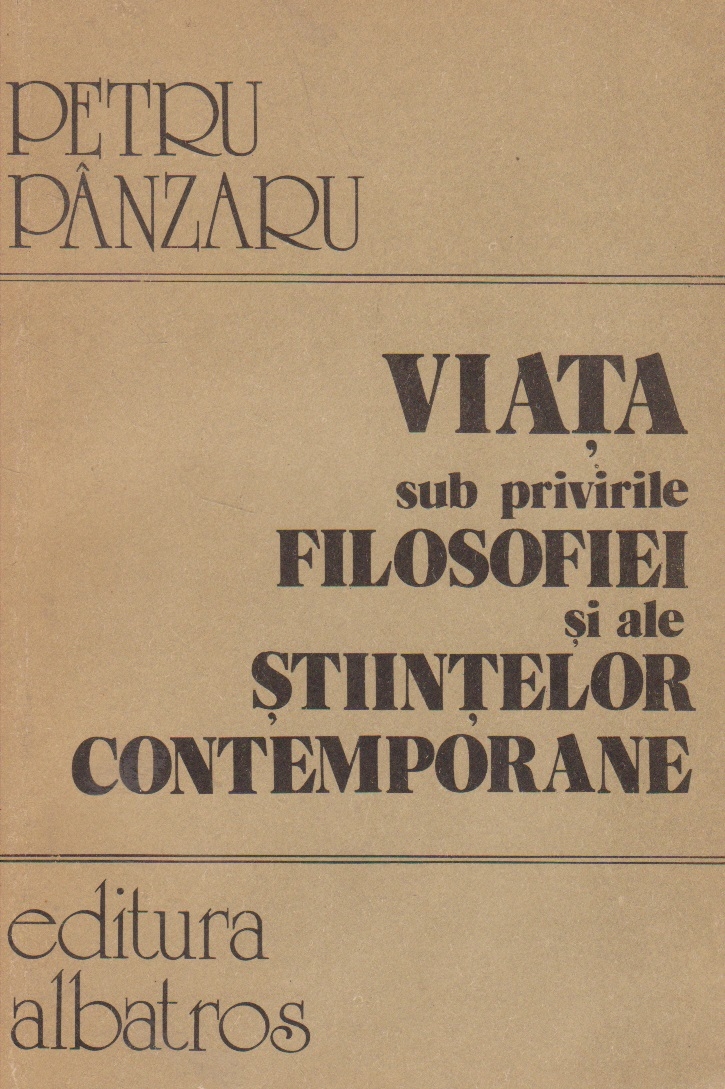 PETRU
PÂNZARU
VIAȚA
sub privirile
FILOSOFIEI
și ale
ȘTIINȚELOR
CONTEMPORANE
editura
albatros